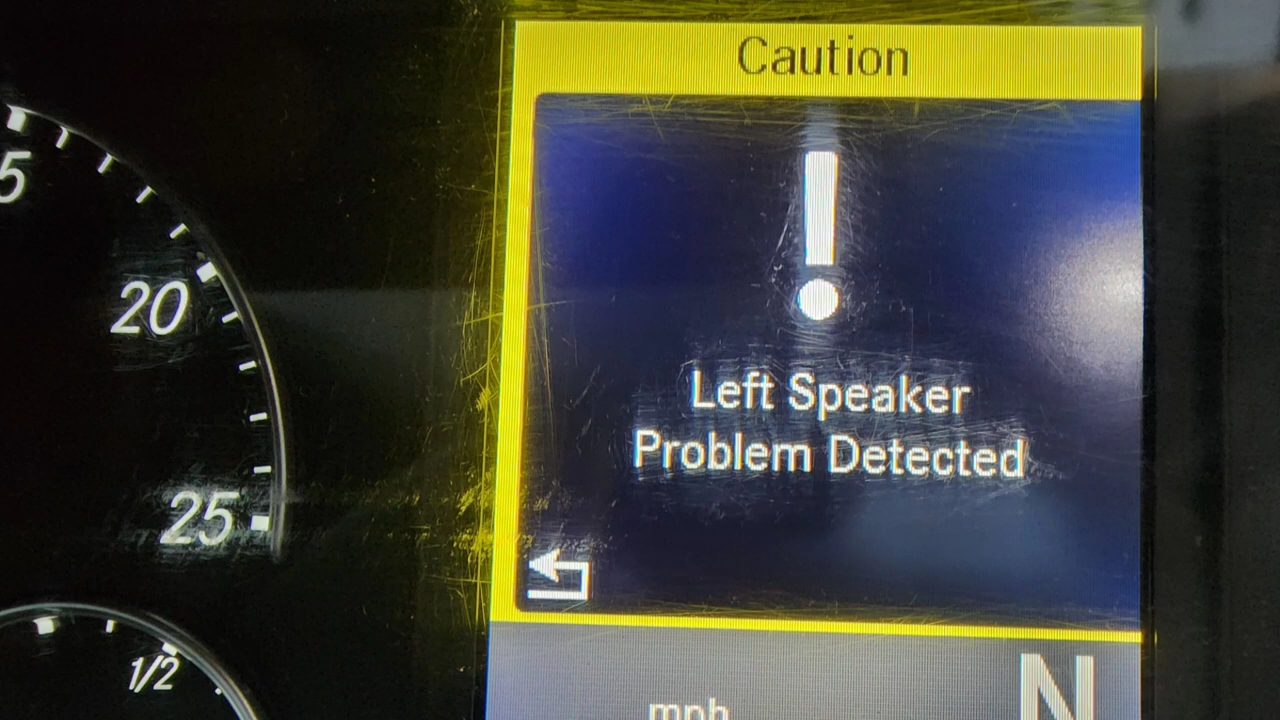 Caution
5
20
25
Left Speaker
Problem Detected
1/2
mph
N